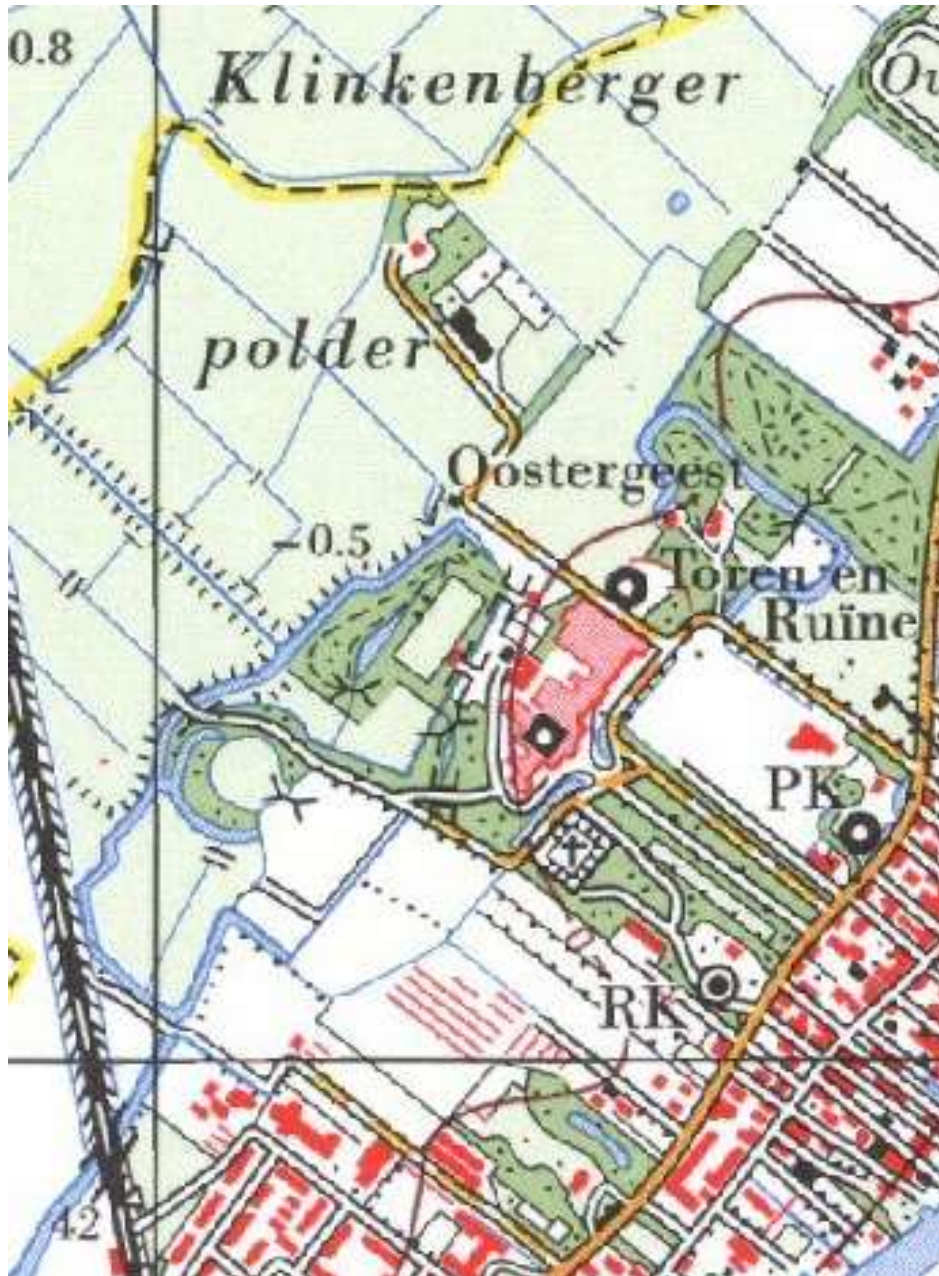 0.8
Klinkenberger
polder
Oostergeest
-0.5
Toren en
Ruïne
PK
RK
42